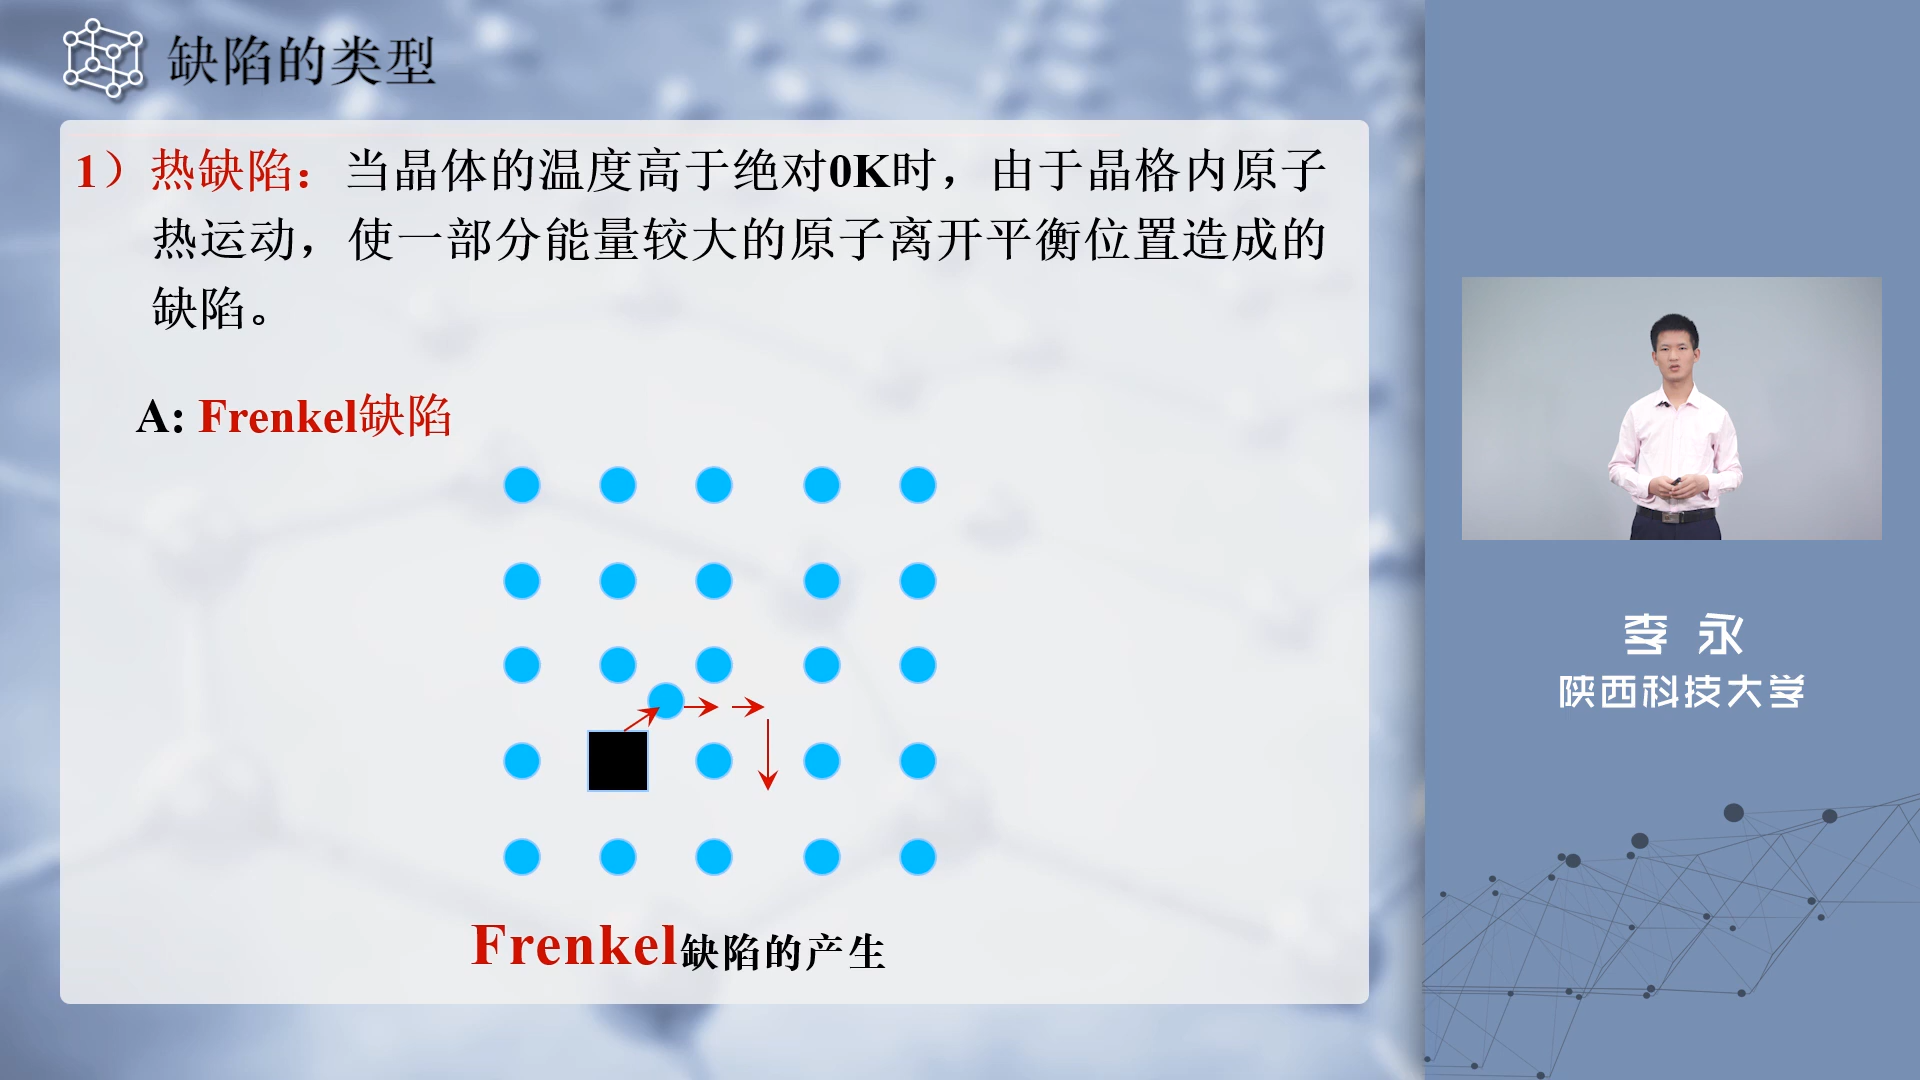 缺陷的类型
1）热缺陷：当晶体的温度高于绝对0K时，由于晶格内原子
热运动，使一部分能量较大的原子离开平衡位置造成的
缺陷。
A: Frenkel缺陷
Frenkel缺陷的产生
李 永
陕西科技大学